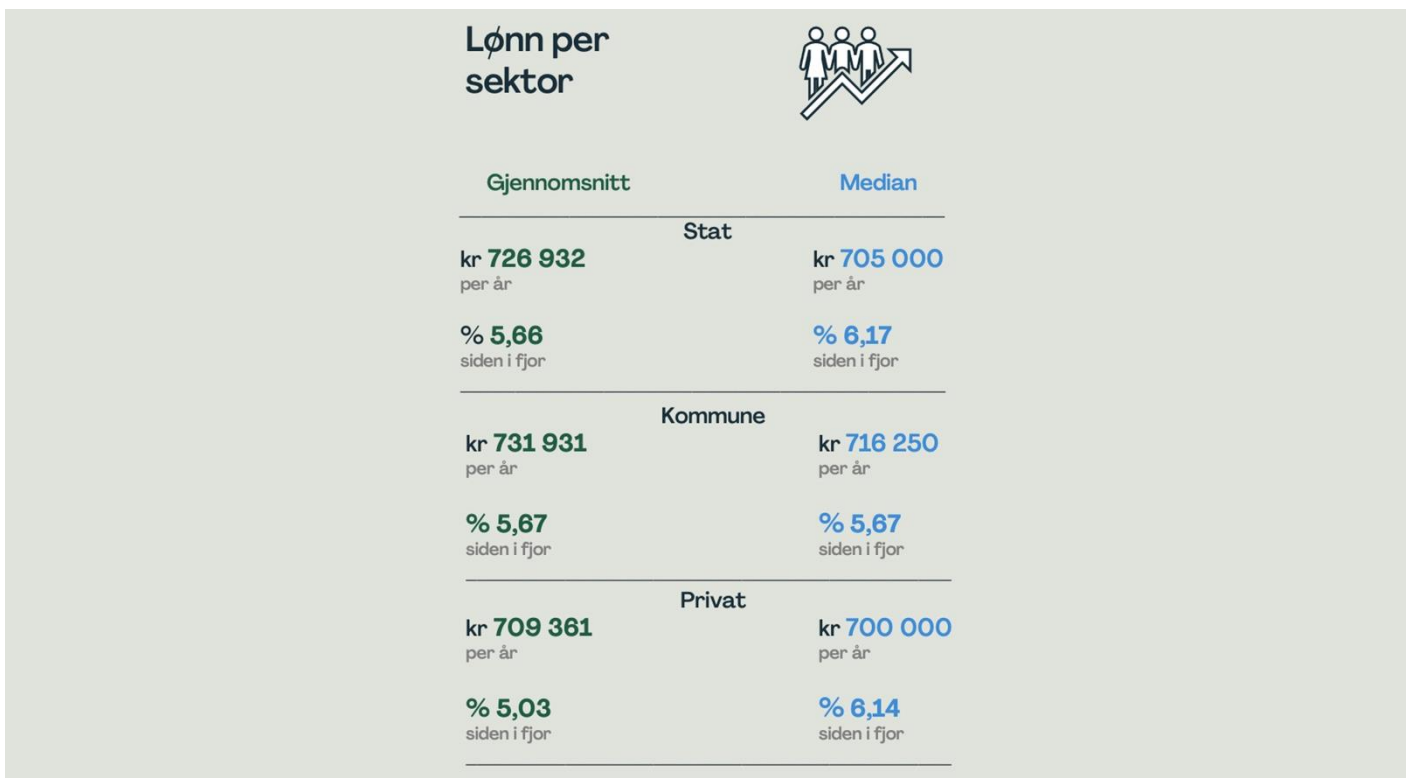 Lønn per
sektor
Gjennomsnitt Median
Stat
kr 726 932 kr 705 000
per år per år
% 5,66 % 6,17
siden i fjor siden i fjor
Kommune
kr 731 931 kr 716 250
per år per år
% 5,67 % 5,67
siden i fjor siden i fjor
Privat
kr 709 361 kr 700 000
per år per år
% 5,03 % 6,14
siden i fjor siden i fjor